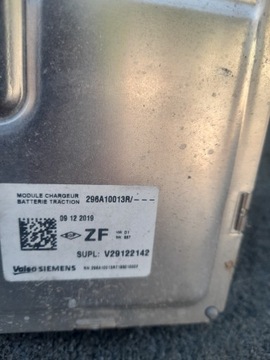 MODULE CHARGEUR
BATTERIE TRACTION 296A10013R/---
09 12 2019
ZF
SUPL: V29122142
Valeo SIEMENS